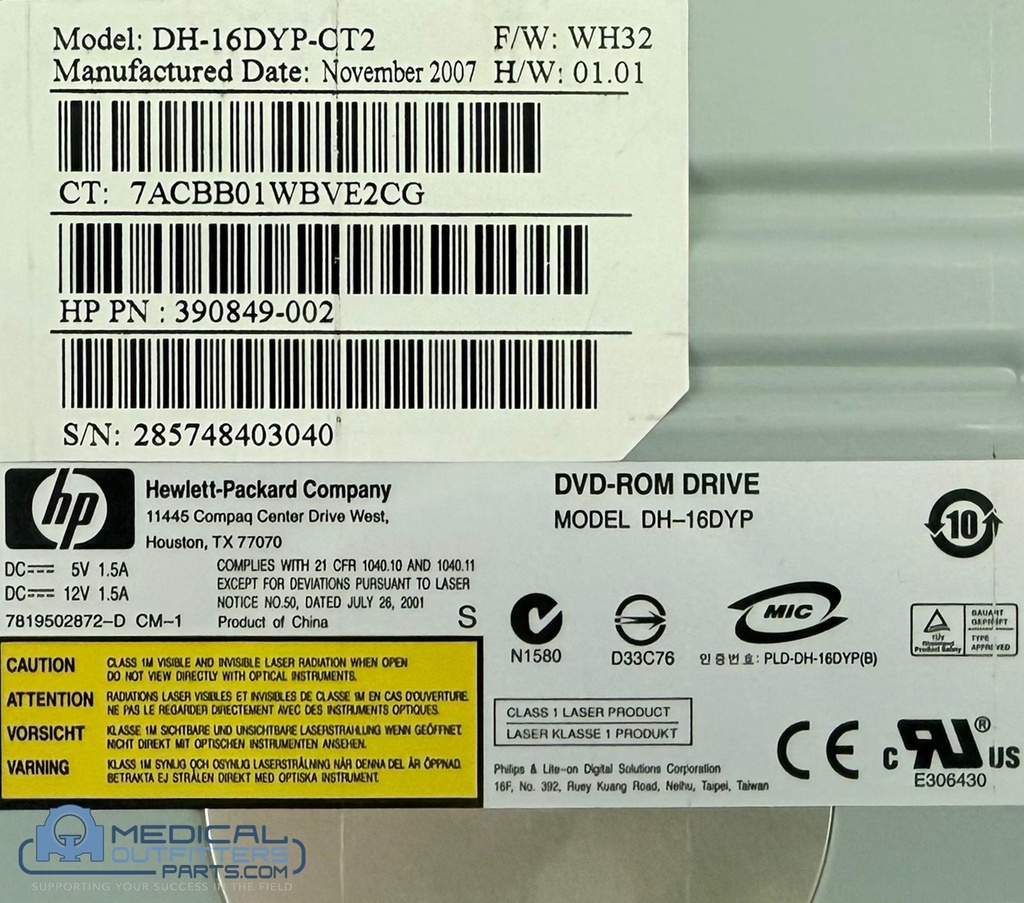 Model: DH-16DYP-CT2 F/W: WH32
Manufactured Date: November 2007 H/W: 01.01
CT: 7ACBB01WBVE2CG
HP PN : 390849-002
S/N: 285748403040
hp
Hewlett-Packard Company
11445 Compaq Center Drive West,
Houston, TX 77070
DC 5V 1.5A
DC 12V 1.5A
7819502872-D CM-1
COMPLIES WITH 21 CFR 1040.10 AND 1040.11
EXCEPT FOR DEVIATIONS PURSUANT TO LASER
NOTICE NO.50, DATED JULY 26, 2001
Product of China
S
DVD-ROM DRIVE
MODEL DH-16DYP
10
N1580
D33C76
MIC
인증번호: PLD-DH-16DYP(B)
TÜV
Rheinland
Product Safety
BAUART
GEPRÜFT
TYPE
APPROVED
CAUTION CLASS 1M VISIBLE AND INVISIBLE LASER RADIATION WHEN OPEN
DO NOT VIEW DIRECTLY WITH OPTICAL INSTRUMENTS.
ATTENTION RADIATIONS LASER VISIBLES ET INVISIBLES DE CLASSE 1M EN CAS D'OUVERTURE.
NE PAS LE REGARDER DIRECTEMENT AVEC DES INSTRUMENTS OPTIQUES.
VORSICHT KLASSE 1M SICHTBARE UND UNSICHTBARE LASERSTRAHLUNG WENN GEÖFFNET.
NICHT DIREKT MIT OPTISCHEN INSTRUMENTEN ANSEHEN.
VARNING KLASS 1M SYNLIG OCH OSYNLIG LASERSTRÅLNING NÄR DENNA DEL ÄR ÖPPNAD.
BETRAKTA EJ STRÅLEN DIREKT MED OPTISKA INSTRUMENT.
CLASS 1 LASER PRODUCT
LASER KLASSE 1 PRODUKT
Philips & Lite-on Digital Solutions Corporation
16F, No. 392, Ruey Kuang Road, Neihu, Taipei, Taiwan
CE
c RU ® US
E306430
MEDICAL
OUTFITTERS
PARTS.COM
SUPPORTING YOUR SUCCESS IN THE FIELD